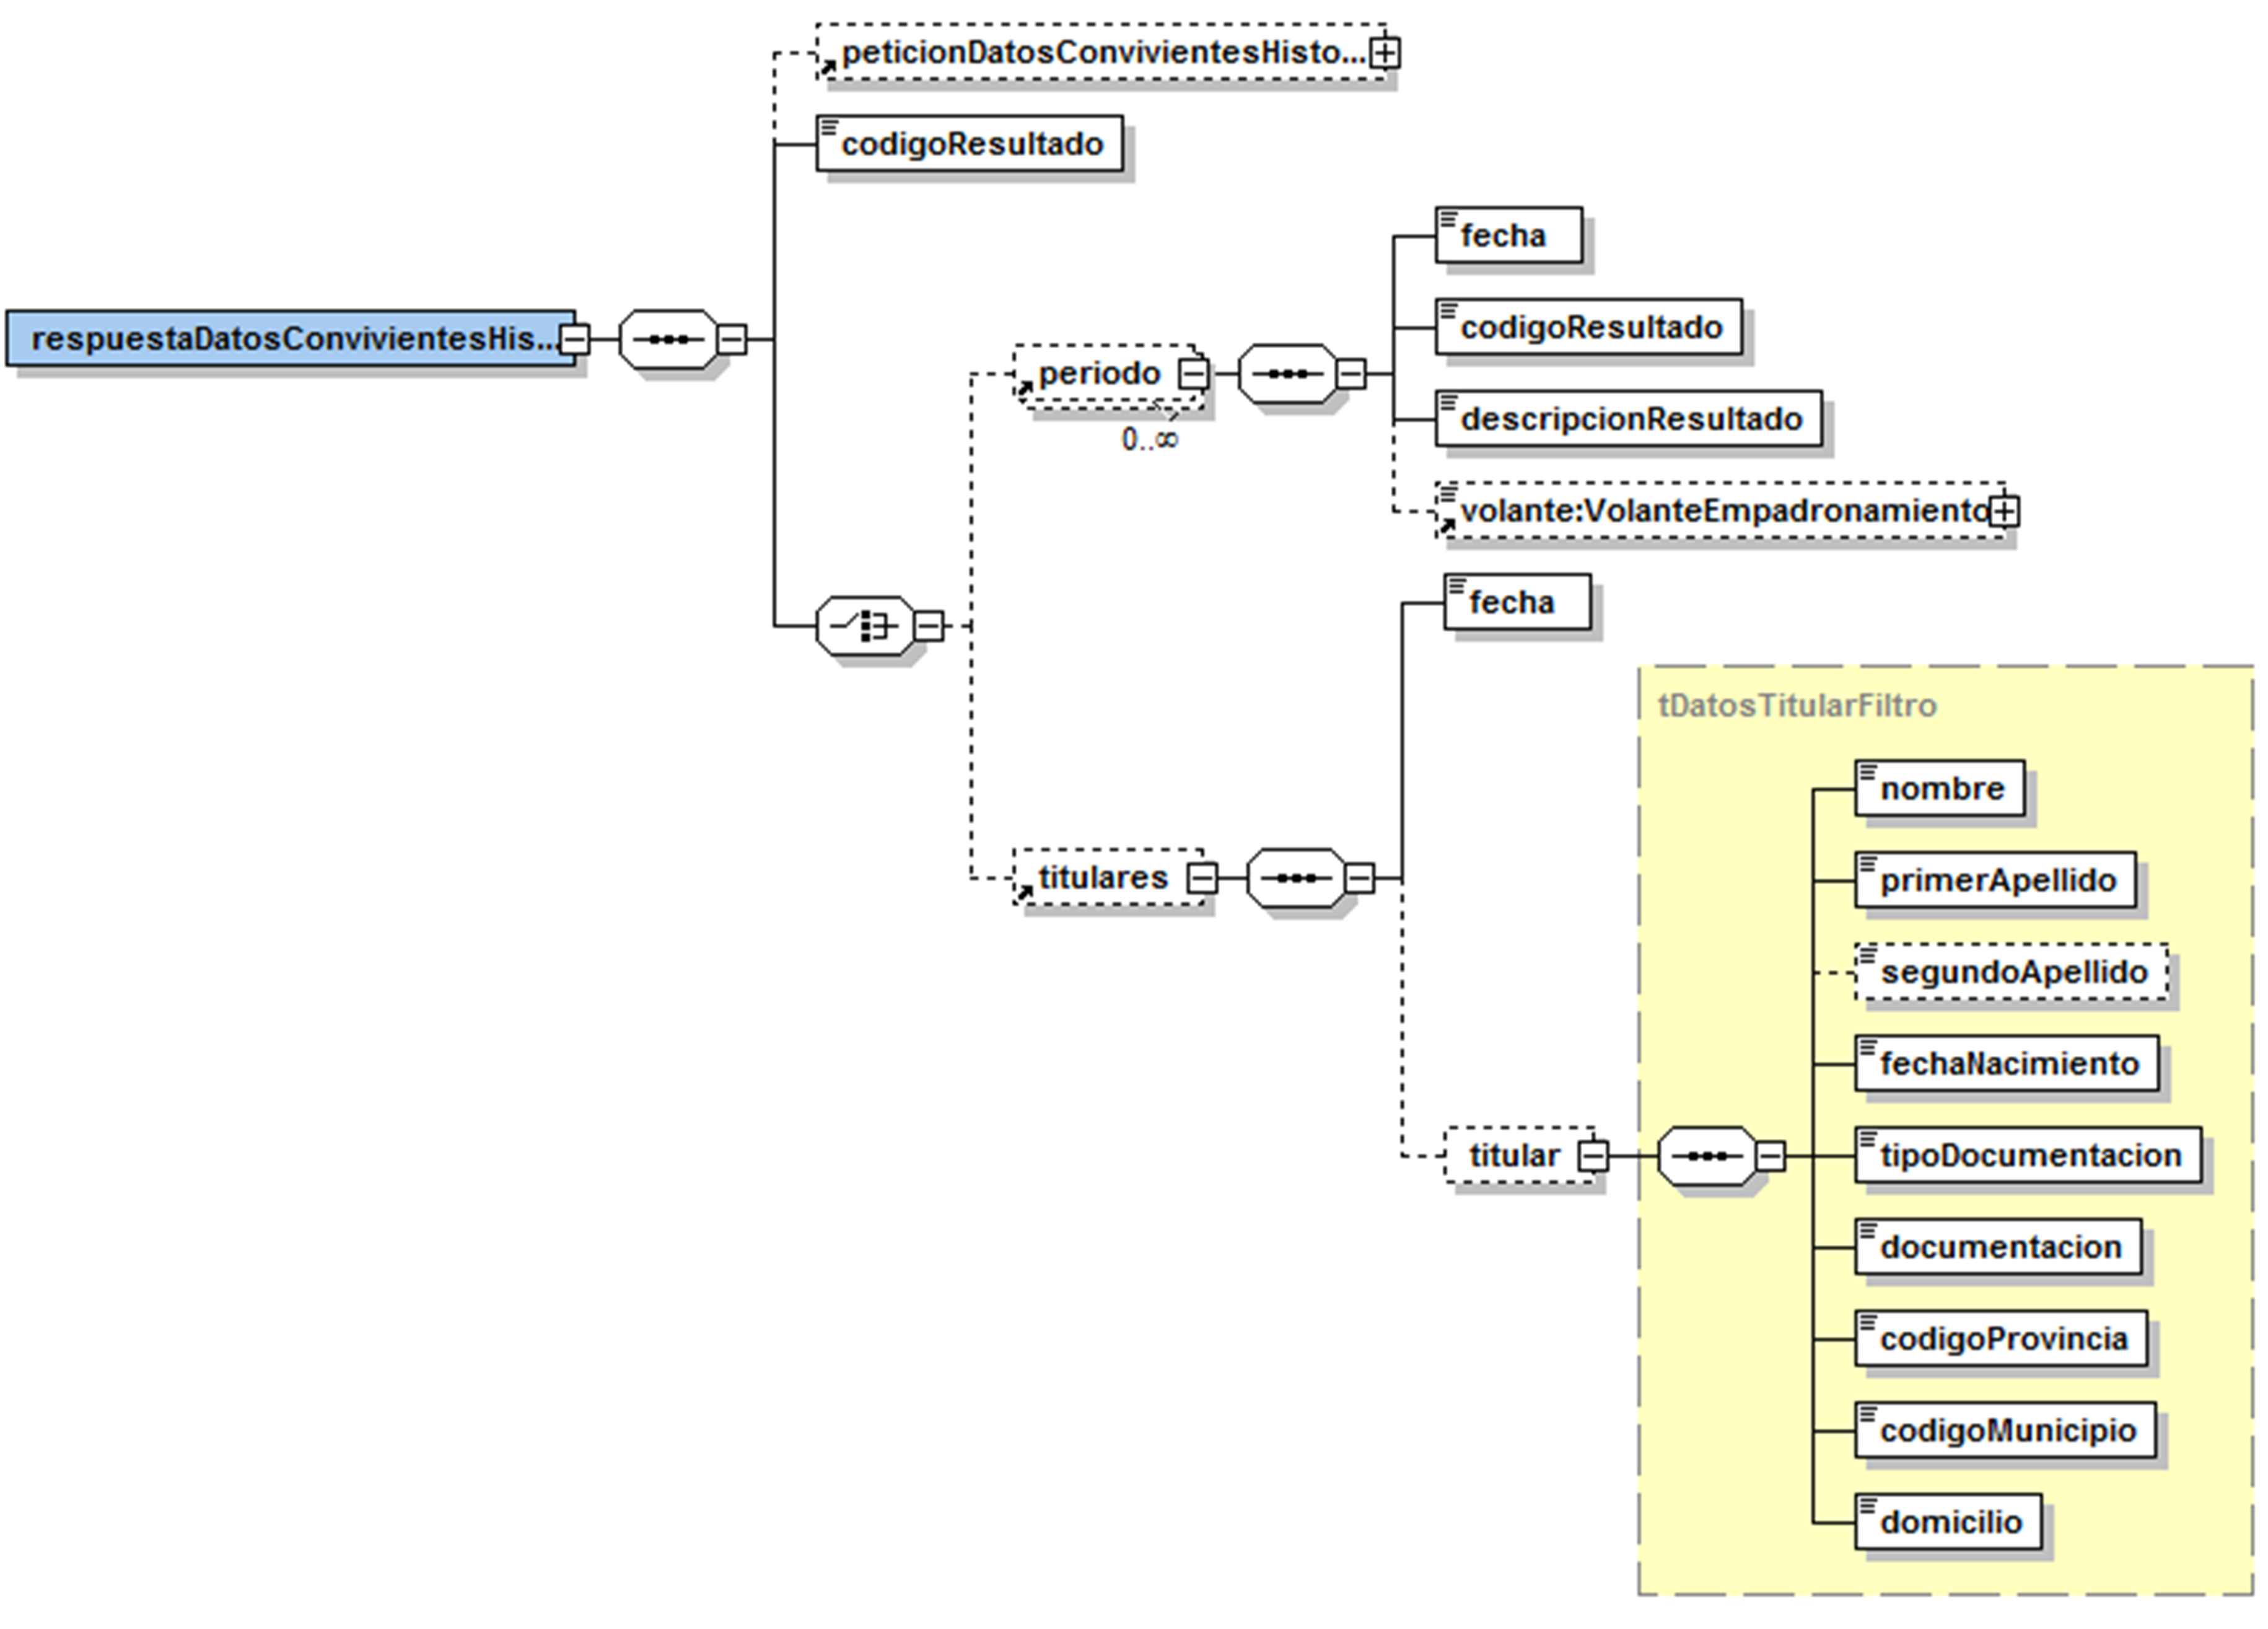 peticionDatosConvivientesHisto...
codigoResultado
fecha
codigoResultado
respuestaDatosConvivientesHis...
periodo
descripcionResultado
0..∞
volante:VolanteEmpadronamiento
fecha
tDatosTitularFiltro
nombre
titulares
primerApellido
segundoApellido
fechaNacimiento
titular
tipoDocumentacion
documentacion
codigoProvincia
codigoMunicipio
domicilio